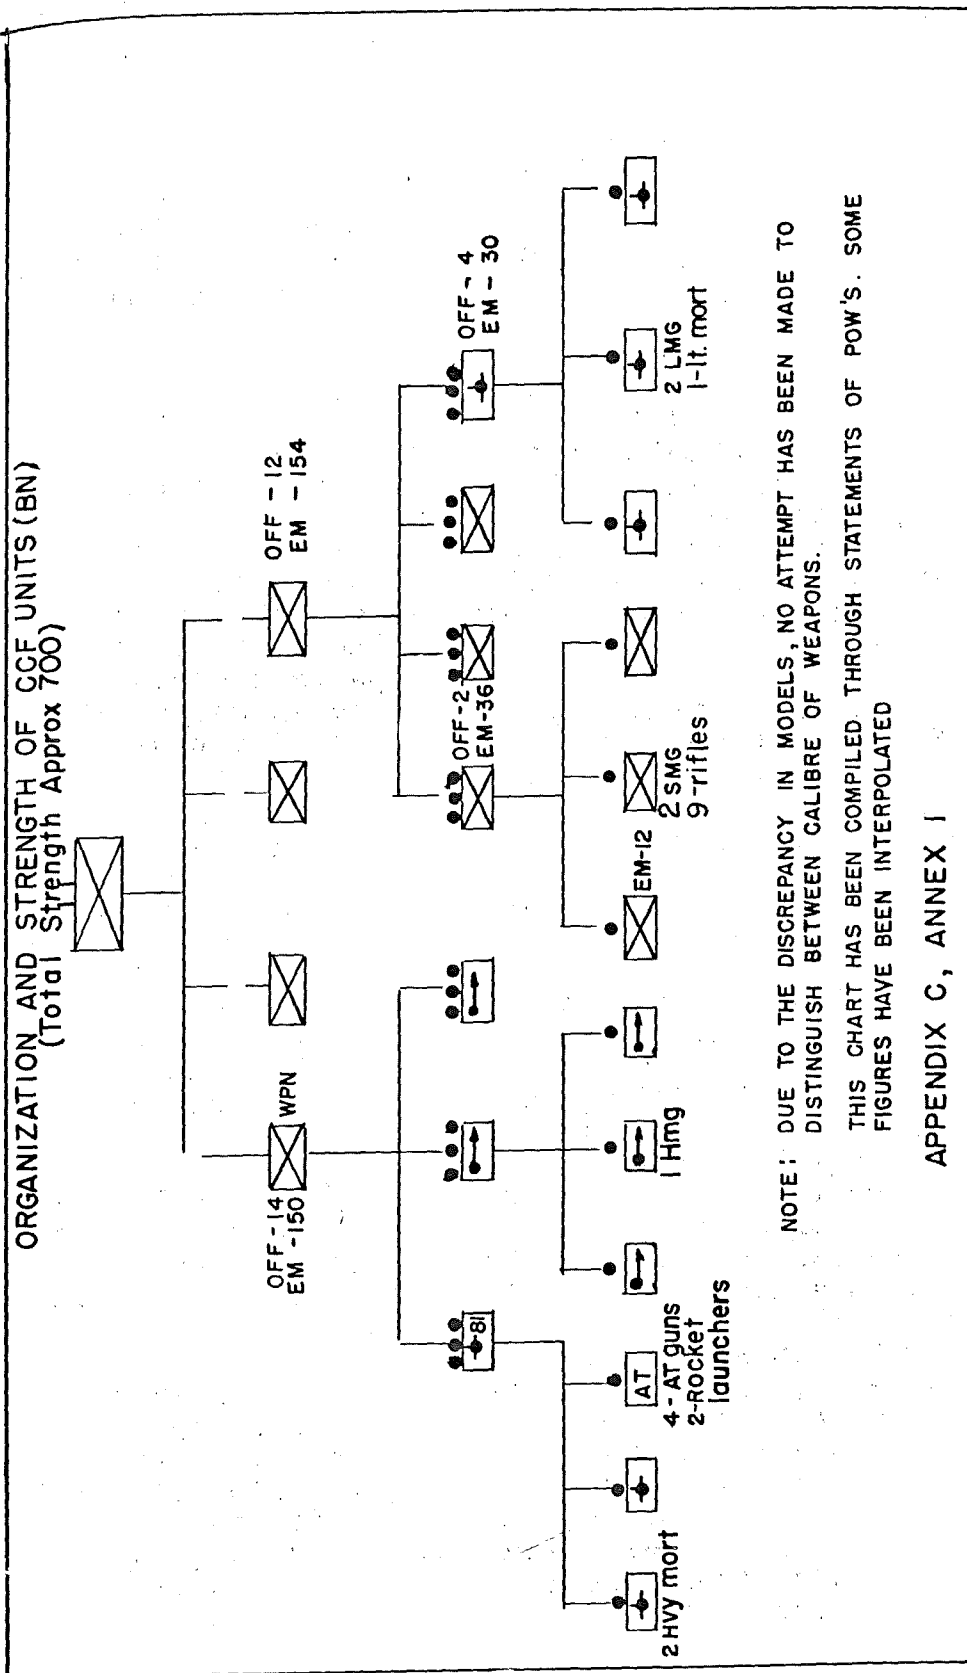 ORGANIZATION AND STRENGTH OF CCF UNITS (BN)
(Total Strength Approx 700)
OFF -14
EM -150
WPN
OFF - 12
EM - 154
81
OFF-2
EM-36
OFF - 4
EM - 30
2 Hvy mort
AT
4- AT guns
2-Rocket
launchers
1 Hmg
EM-12
2 SMG
9-rifles
2 LMG
1-lt. mort
NOTE: DUE TO THE DISCREPANCY IN MODELS, NO ATTEMPT HAS BEEN MADE TO
DISTINGUISH BETWEEN CALIBRE OF WEAPONS.
THIS CHART HAS BEEN COMPILED THROUGH STATEMENTS OF POW'S. SOME
FIGURES HAVE BEEN INTERPOLATED
APPENDIX C, ANNEX 1